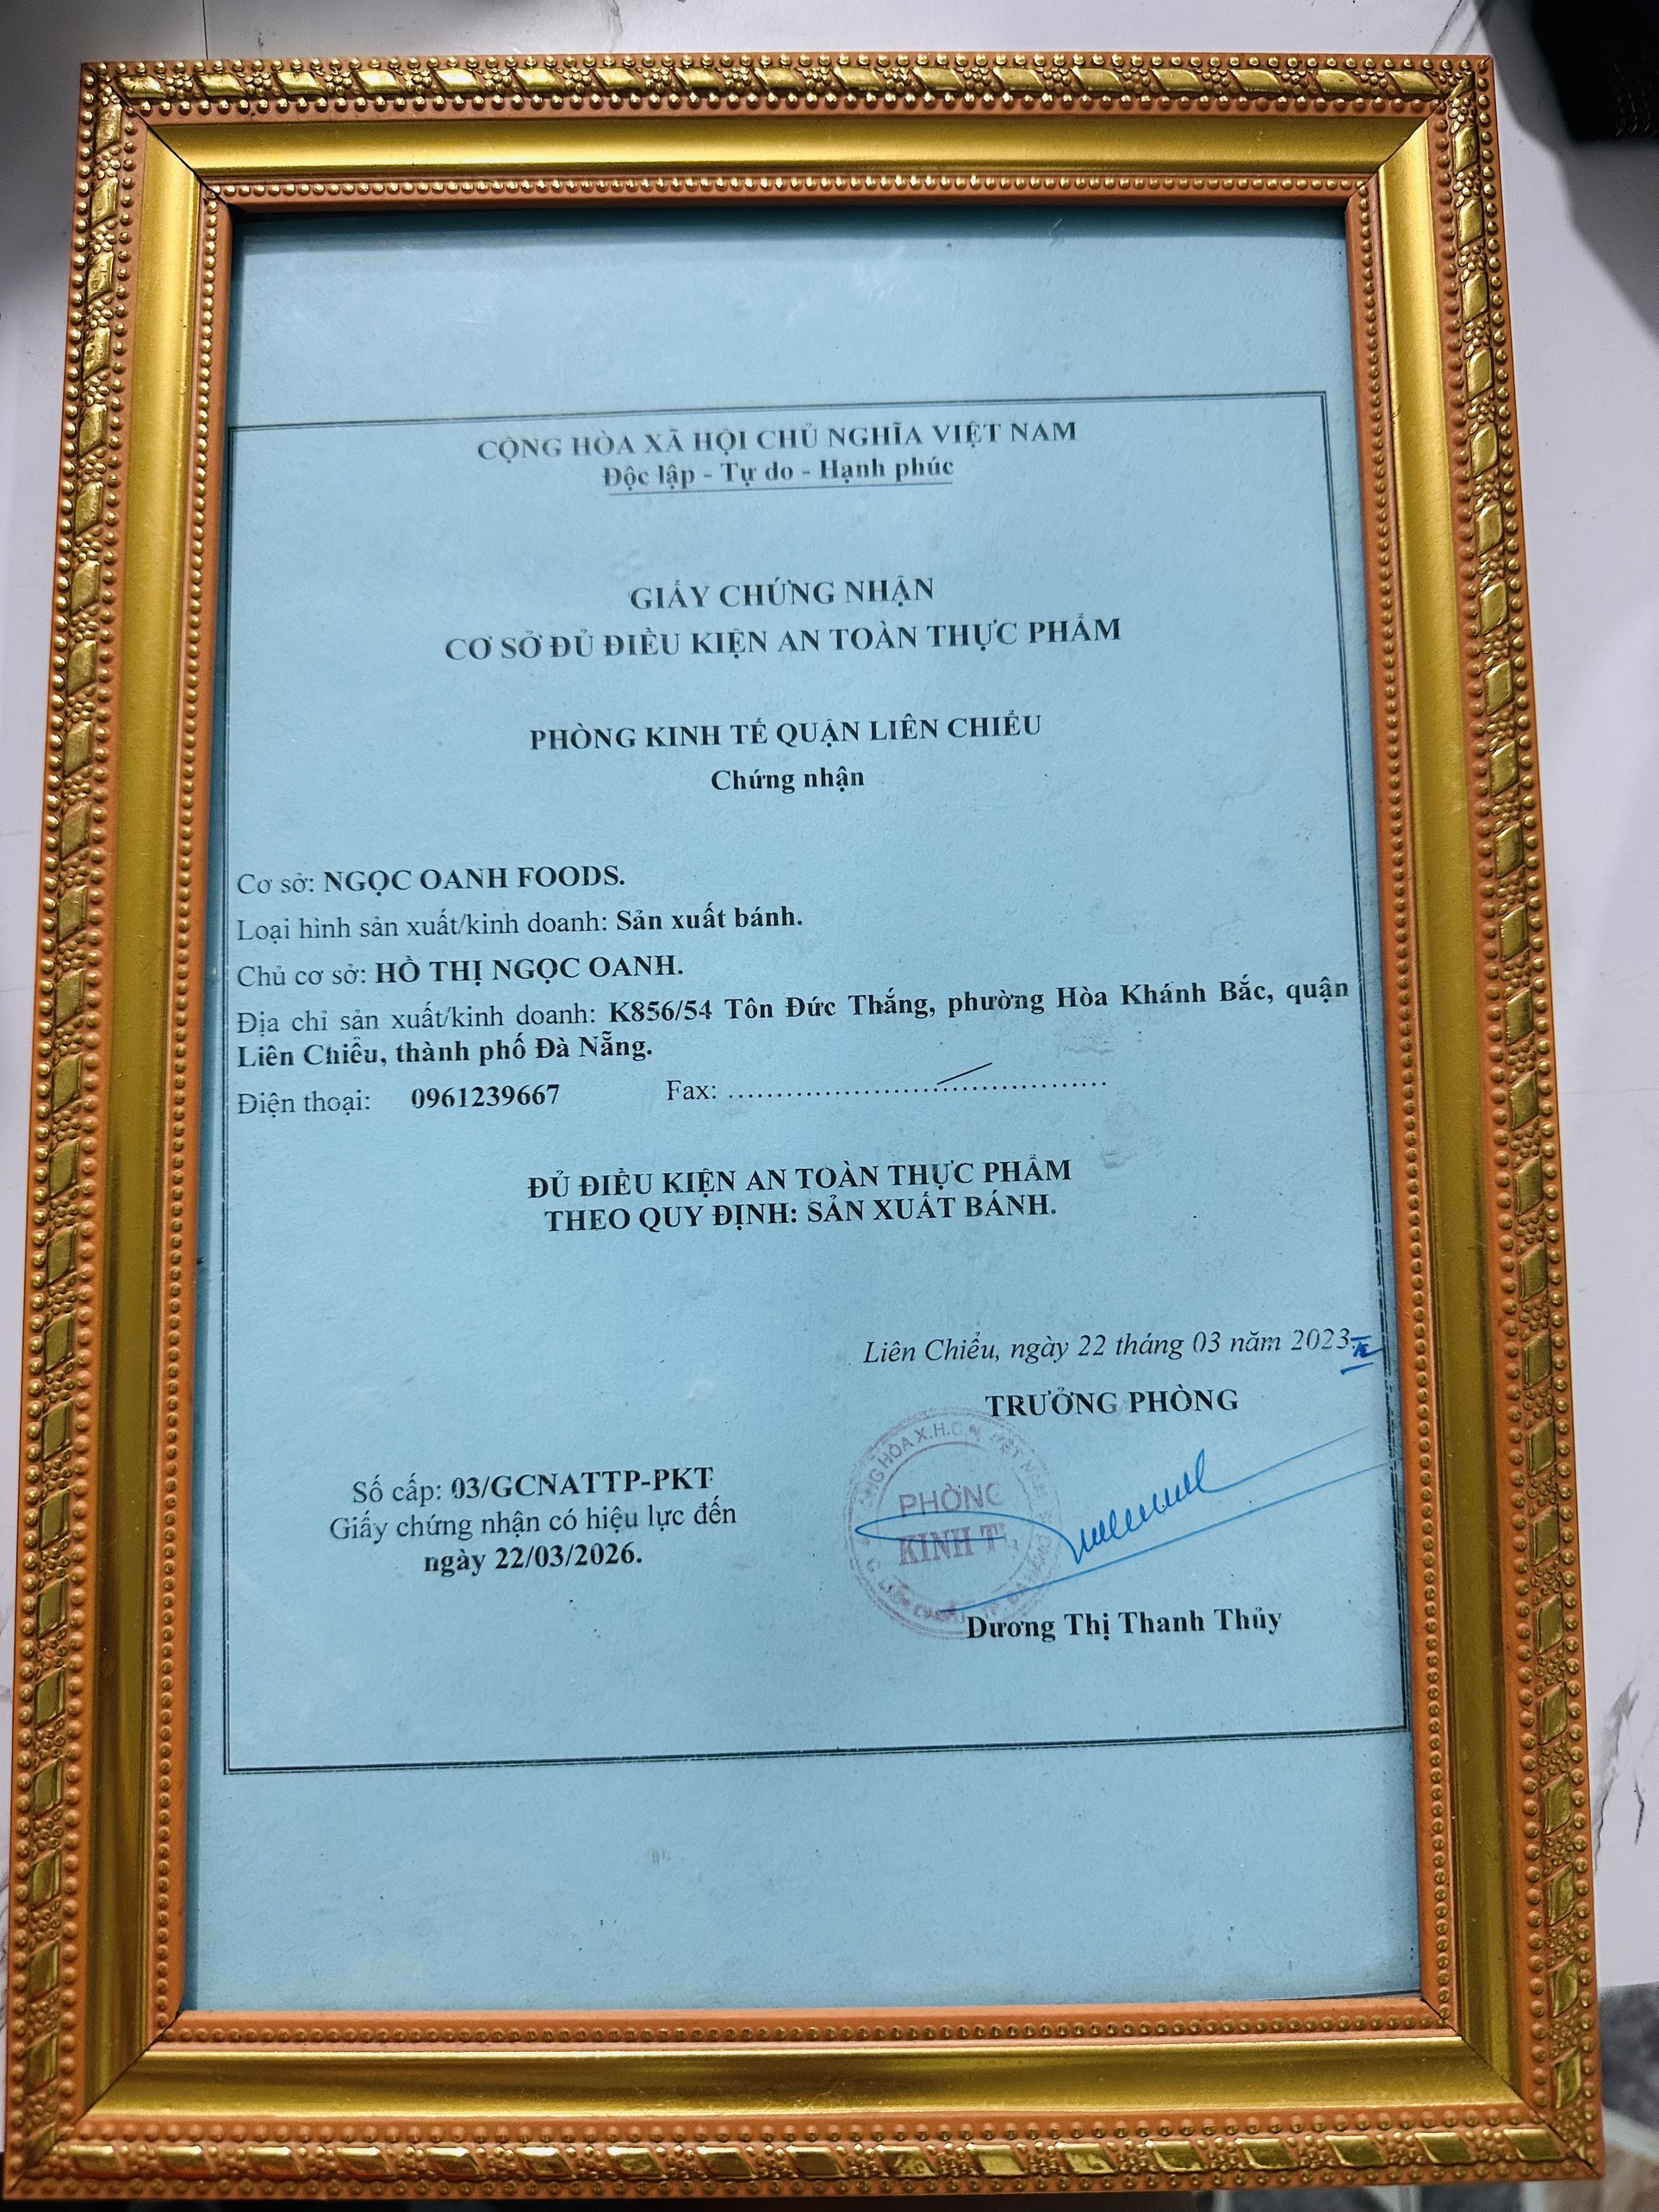 CỘNG HÒA XÃ HỘI CHỦ NGHĨA VIỆT NAM
Độc lập - Tự do - Hạnh phúc
GIẤY CHỨNG NHẬN
CƠ SỞ ĐỦ ĐIỀU KIỆN AN TOÀN THỰC PHẨM
PHÒNG KINH TẾ QUẬN LIÊN CHIỂU
Chứng nhận
Cơ sở: NGỌC OANH FOODS.
Loại hình sản xuất/kinh doanh: Sản xuất bánh.
Chủ cơ sở: HỒ THỊ NGỌC OANH.
Địa chỉ sản xuất/kinh doanh: K856/54 Tôn Đức Thắng, phường Hòa Khánh Bắc, quận
Liên Chiểu, thành phố Đà Nẵng.
Điện thoại: 0961239667 Fax: ................................................
ĐỦ ĐIỀU KIỆN AN TOÀN THỰC PHẨM
THEO QUY ĐỊNH: SẢN XUẤT BÁNH.
Liên Chiểu, ngày 22 tháng 03 năm 2023
TRƯỞNG PHÒNG
Số cấp: 03/GCNATTP-PKT
Giấy chứng nhận có hiệu lực đến
ngày 22/03/2026.
PHÒNG
KINH TẾ
Dương Thị Thanh Thủy